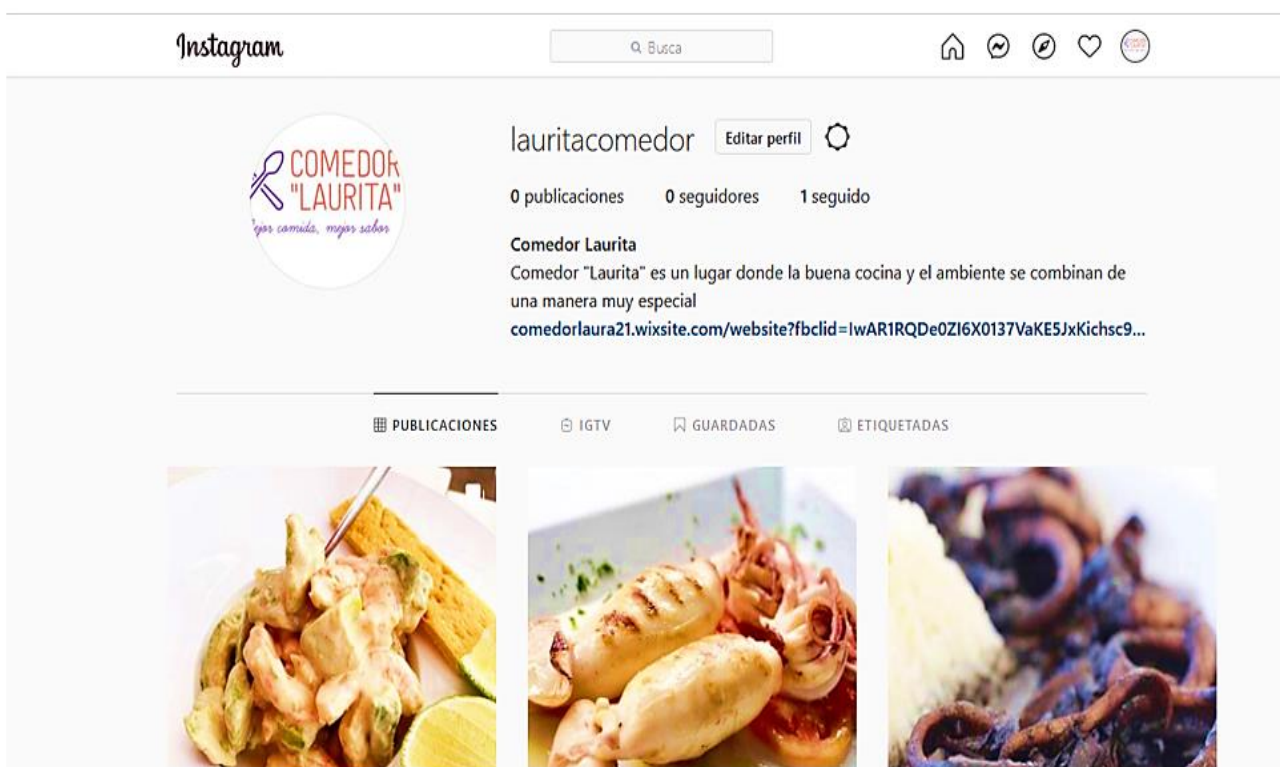 Instagram
Busca
COMEDOR
"LAURITA"
ejor comida, mejor sabor
lauritacomedor Editar perfil
0 publicaciones 0 seguidores 1 seguido
Comedor Laurita
Comedor "Laurita" es un lugar donde la buena cocina y el ambiente se combinan de
una manera muy especial
comedorlaura21.wixsite.com/website?fbclid=IwAR1RQDe0ZI6X0137VaKE5JxKichsc9...
PUBLICACIONES IGTV GUARDADAS ETIQUETADAS